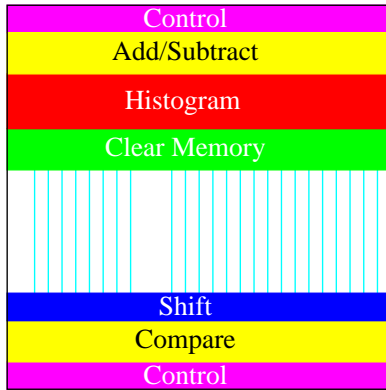 Control
Add/Subtract
Histogram
Clear Memory
Shift
Compare
Control